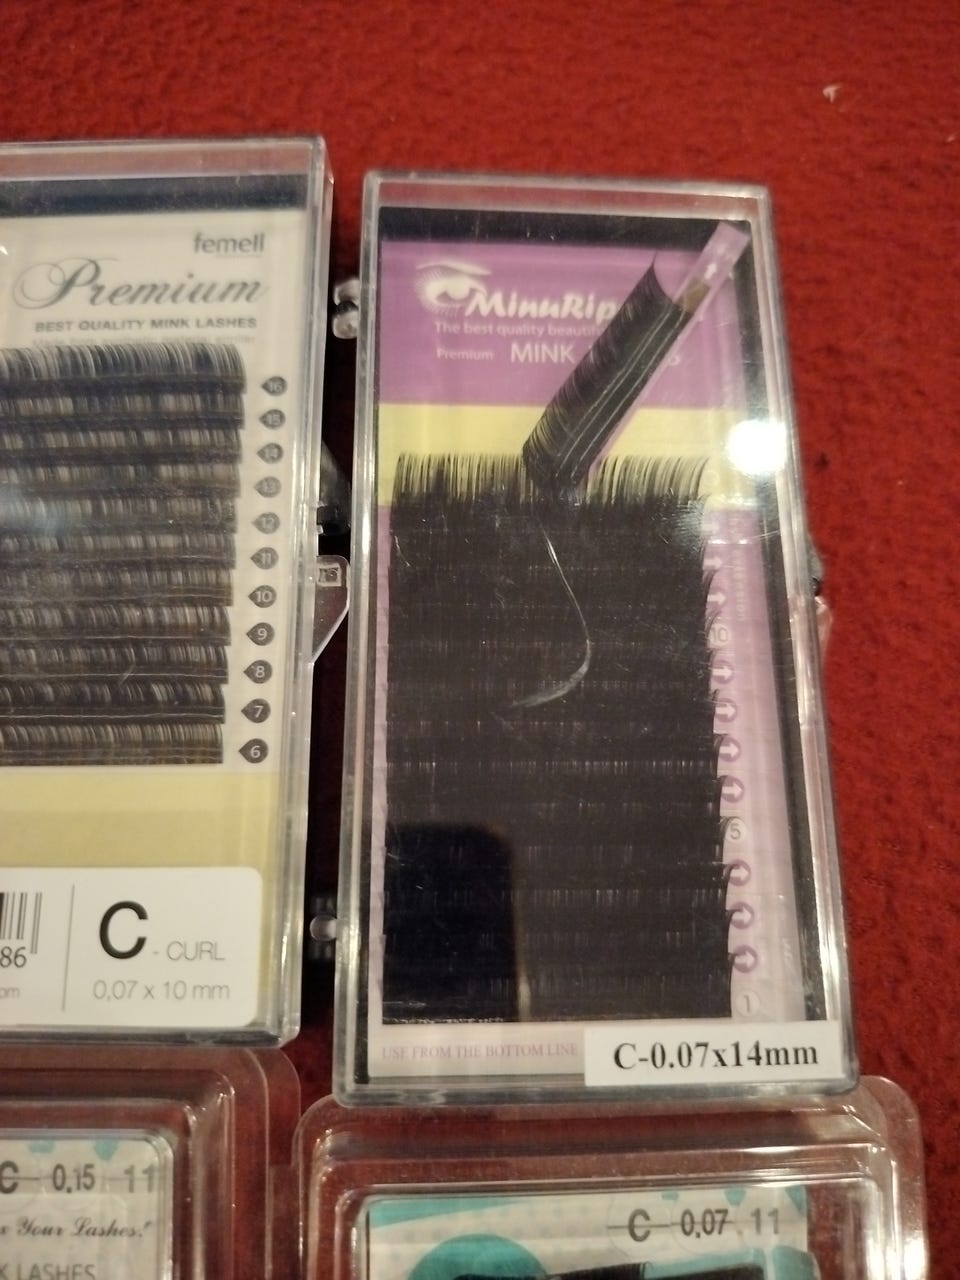 femell
Premium
BEST QUALITY MINK LASHES
16
15
14
13
12
11
10
9
8
7
6
86
C - CURL
0,07 x 10 mm
MinuRip
The best quality
Premium MINK
10
5
1
USE FROM THE BOTTOM LINE
C-0.07x14mm
C 0.15 11
Your Lashes!
LASHES
C 0,07 11